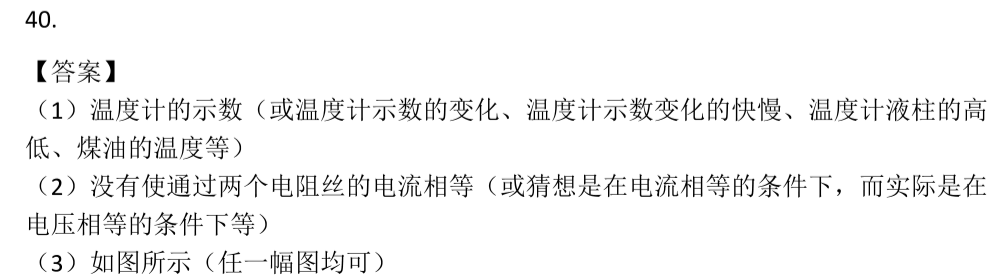 40.
【答案】
（1）温度计的示数（或温度计示数的变化、温度计示数变化的快慢、温度计液柱的高
低、煤油的温度等）
（2）没有使通过两个电阻丝的电流相等（或猜想是在电流相等的条件下，而实际是在
电压相等的条件下等）
（3）如图所示（任一幅图均可）